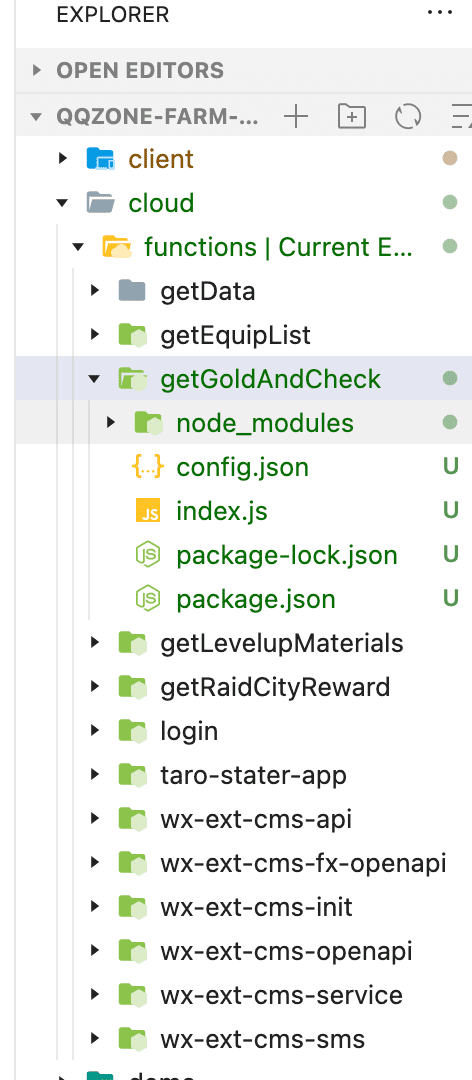 EXPLORER
OPEN EDITORS
QQZONE-FARM-...
client
cloud
functions | Current E...
getData
getEquipList
getGoldAndCheck
node_modules
{...} config.json
JS index.js U
package-lock.json U
package.json U
getLevelupMaterials
getRaidCityReward
login
taro-stater-app
wx-ext-cms-api
wx-ext-cms-fx-openapi
wx-ext-cms-init
wx-ext-cms-openapi
wx-ext-cms-service
wx-ext-cms-sms